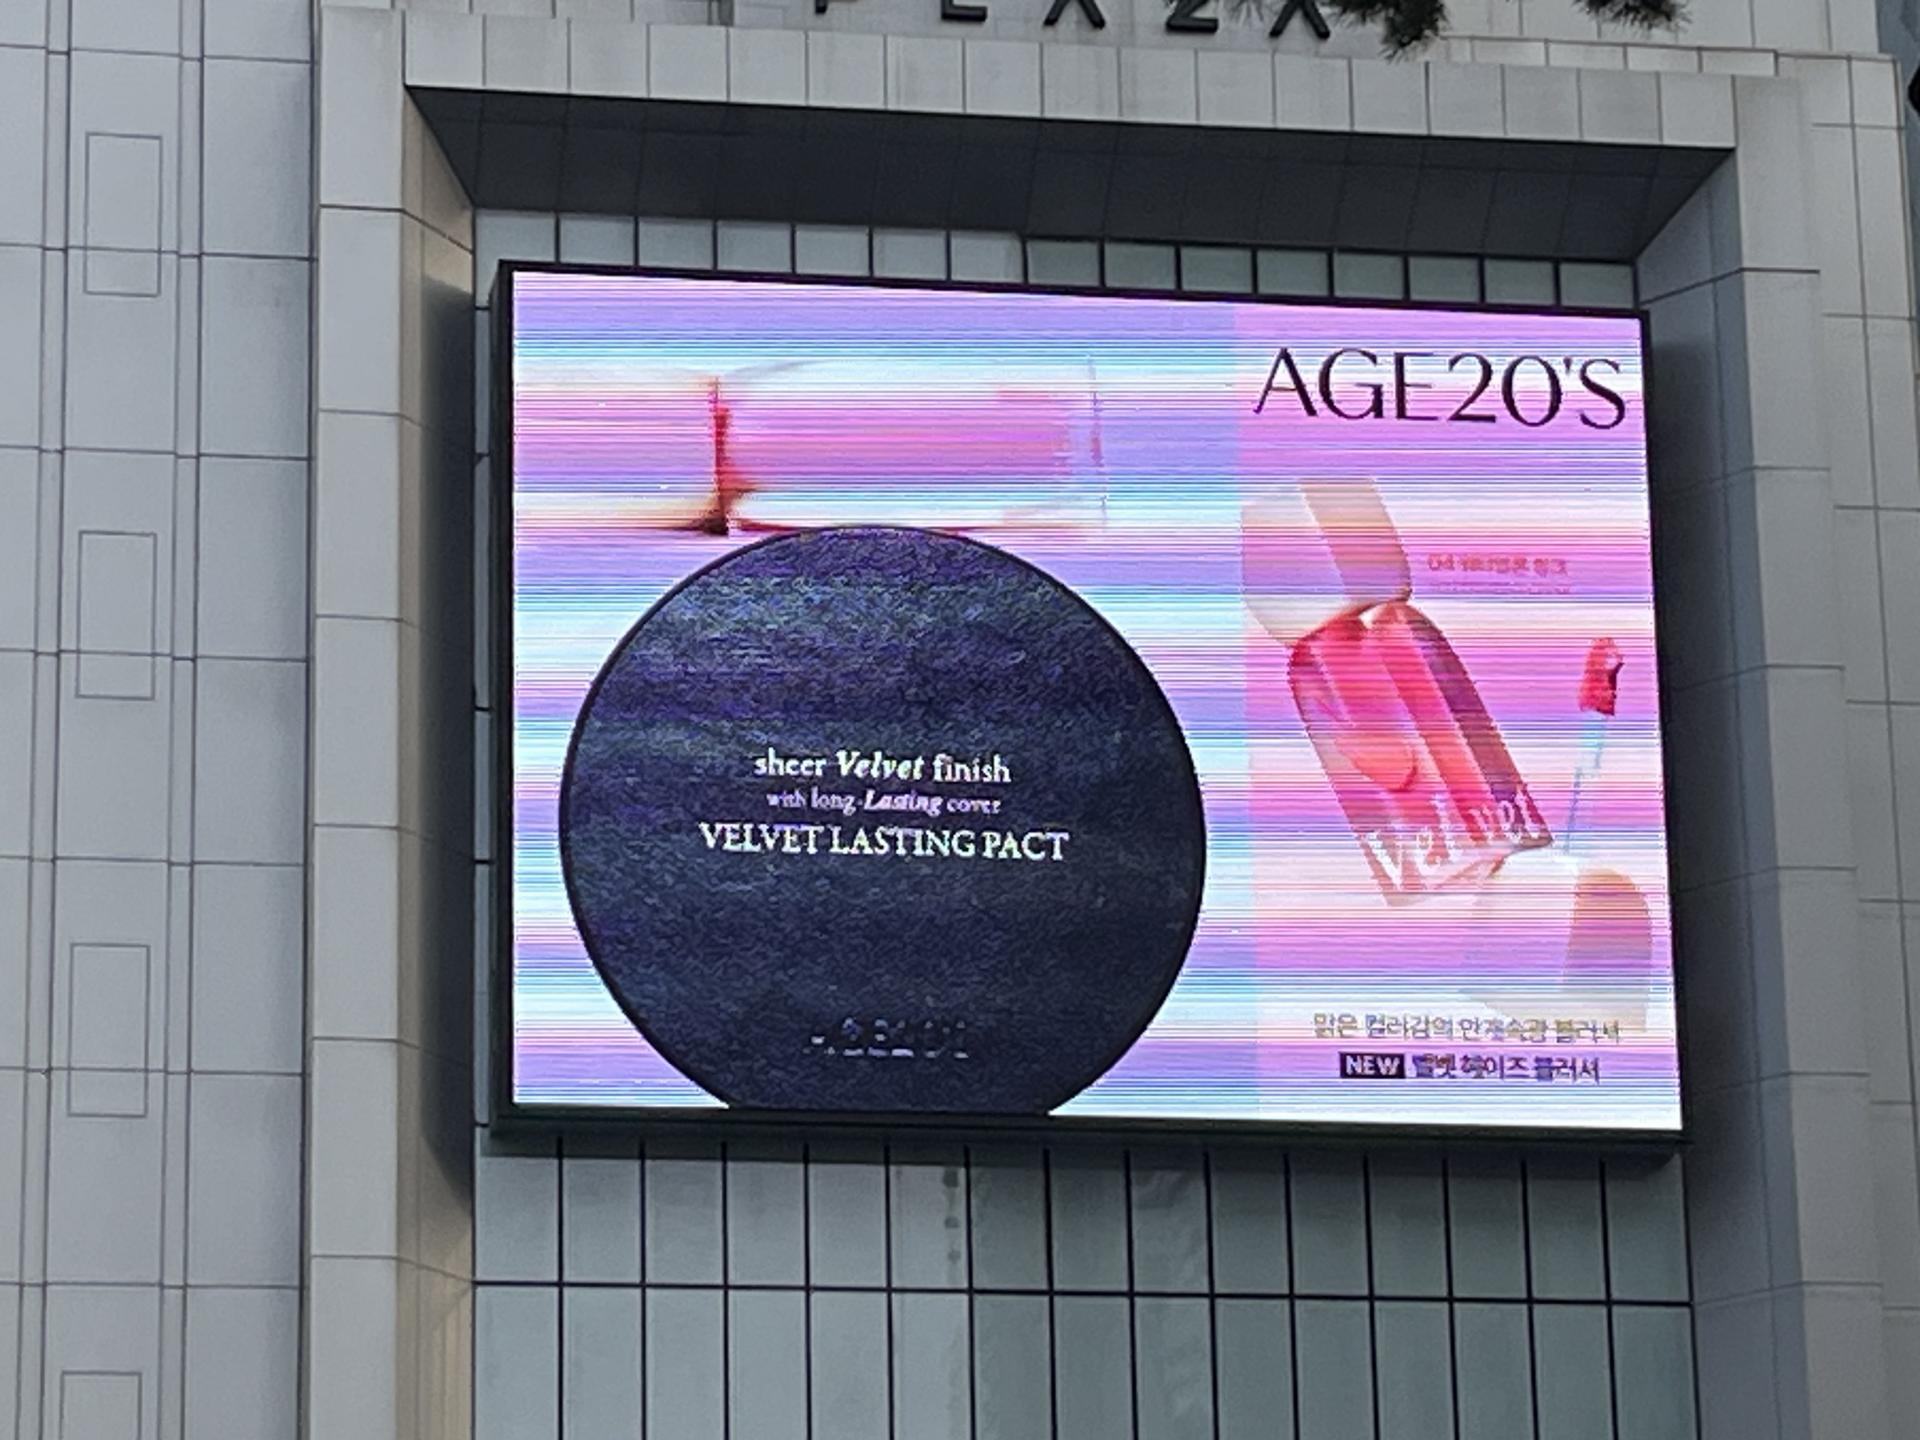 PLAZA
AGE20'S
sheer Velvet finish
with long-Lasting cover
VELVET LASTING PACT
Velvet
맑은 컬러감의 안개속광 블러셔
NEW 벨벳 헤이즈 블러셔